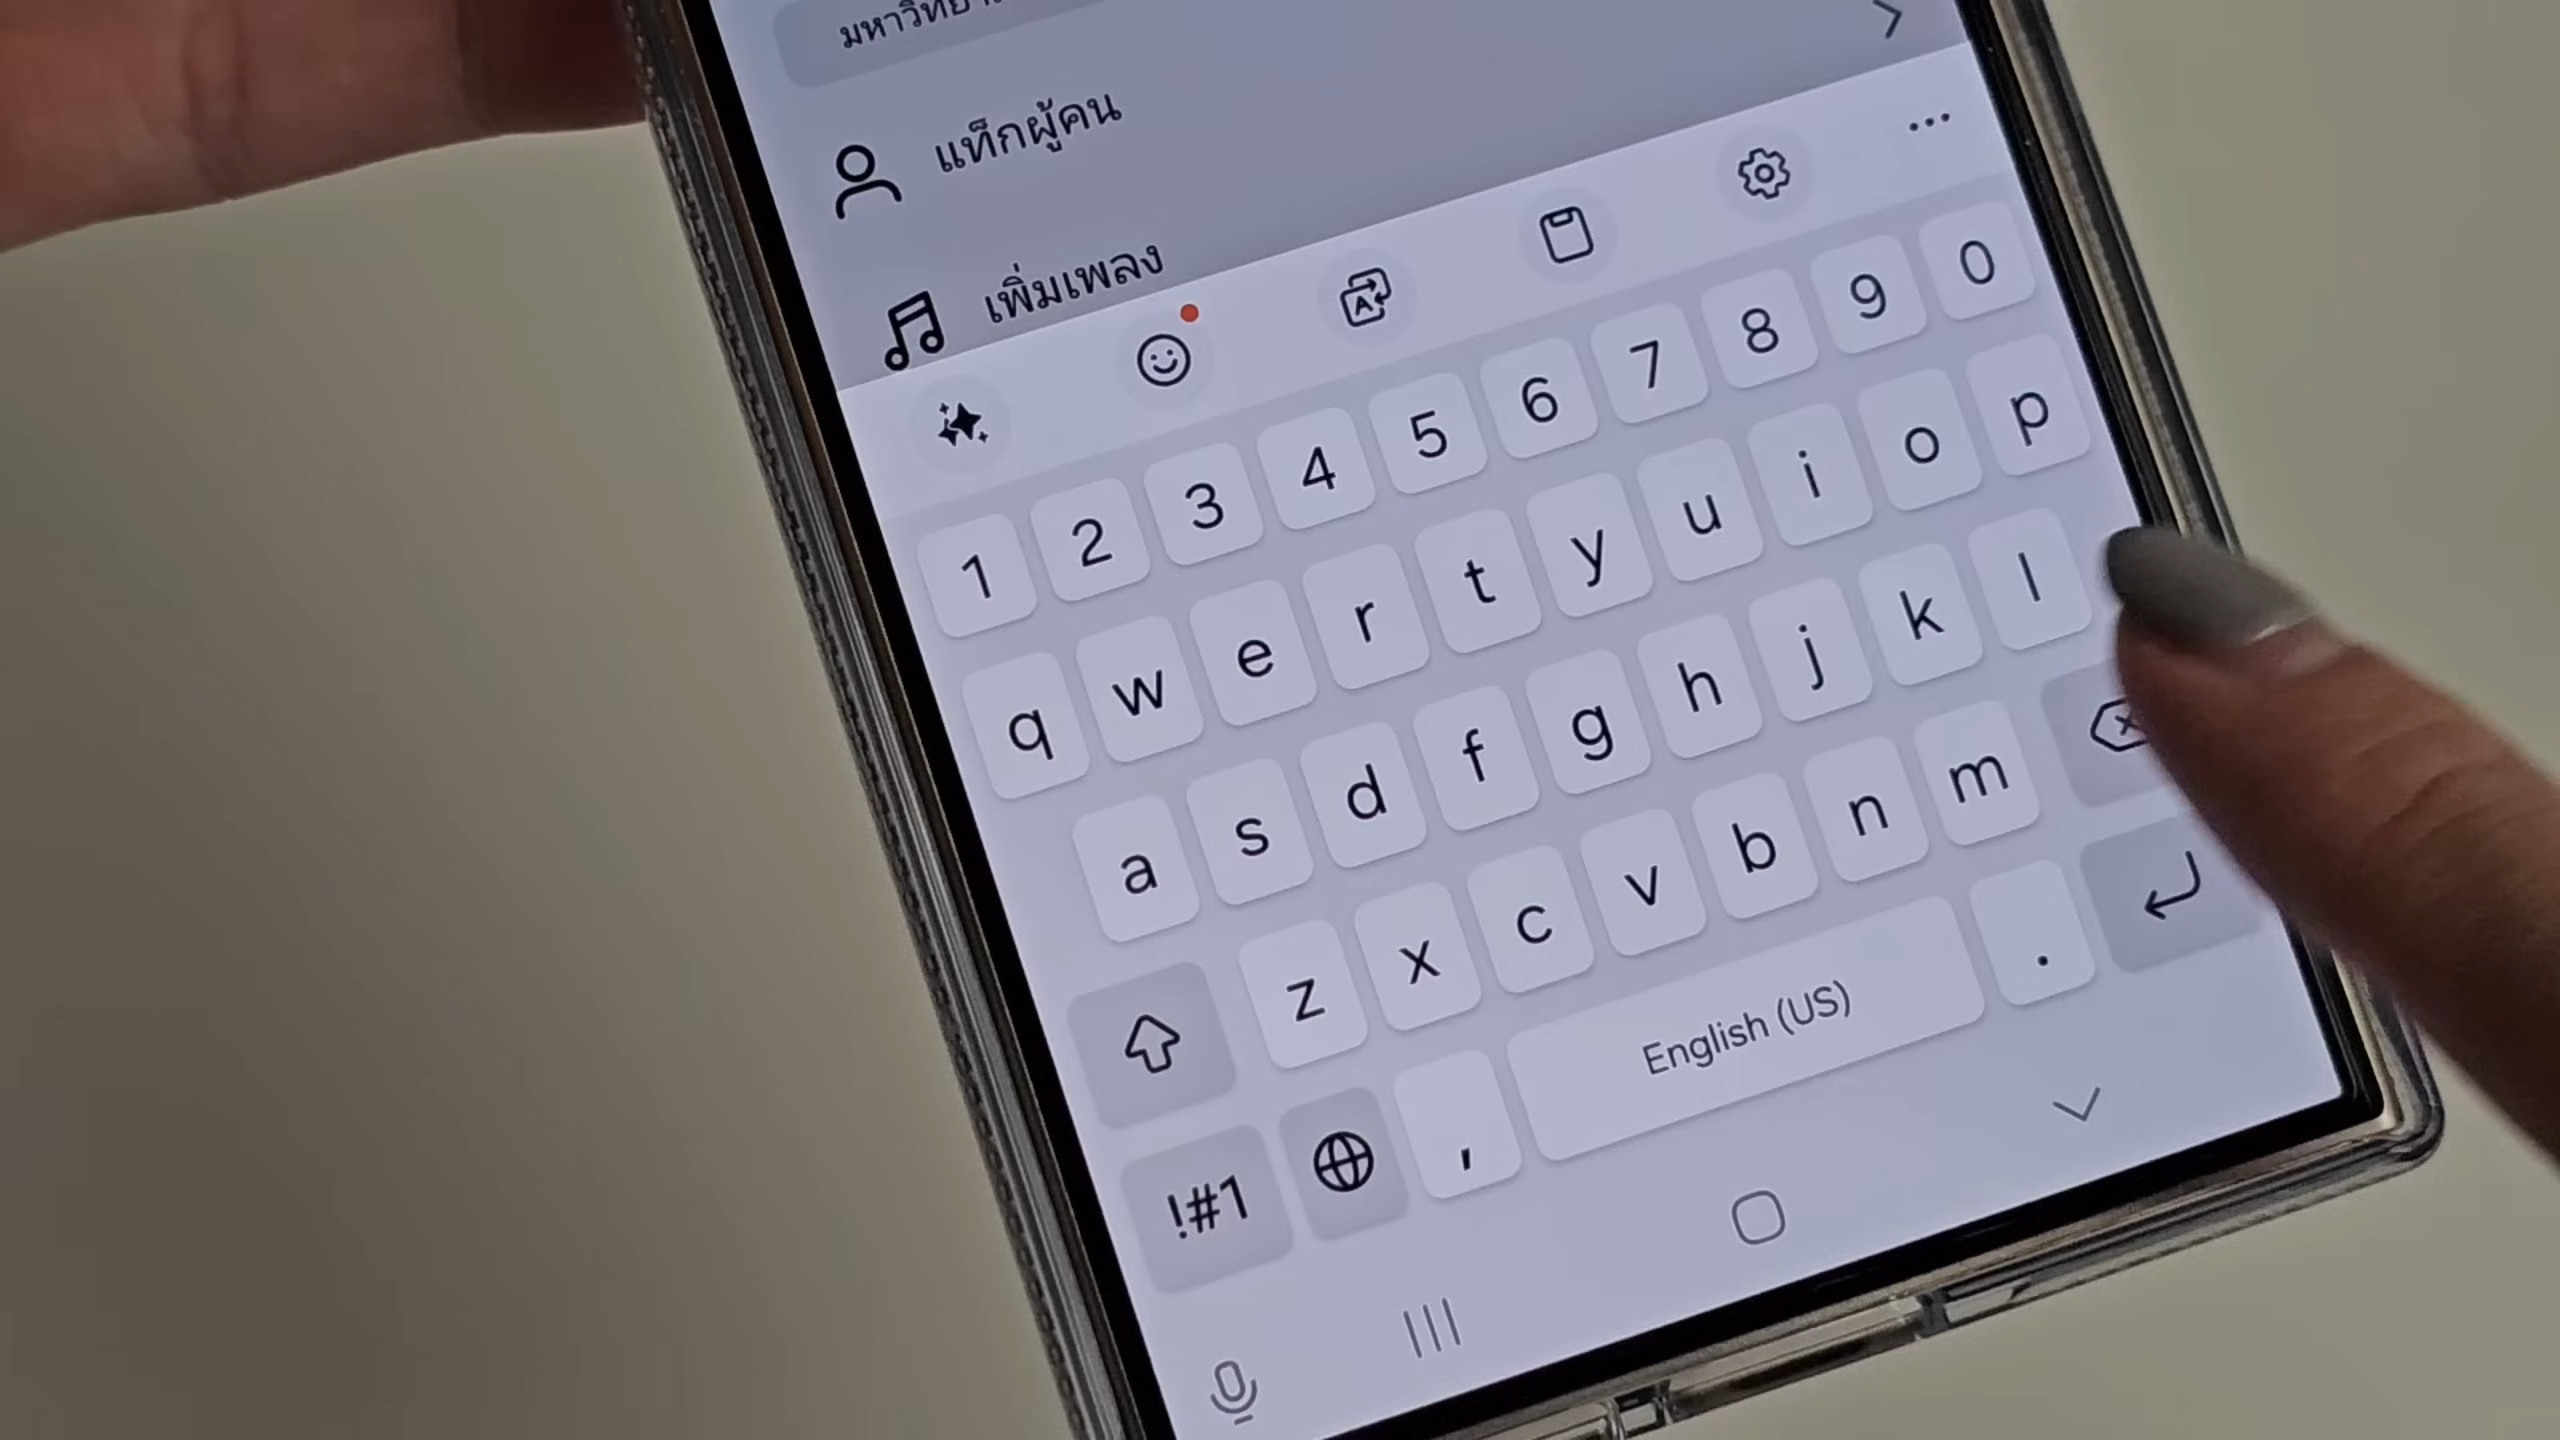 แท็กผู้คน
เพิ่มเพลง
1 2 3 4 5 6 7 8 9 0
q w e r t y u i o p
a s d f g h j k l
z x c v b n m
!#1 , English (US) .